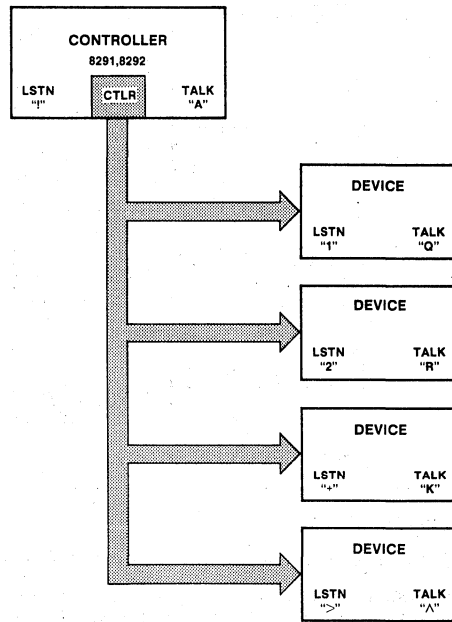 CONTROLLER
8291,8292
LSTN CTLR TALK
"!" "A"
DEVICE
LSTN TALK
"1" "Q"
DEVICE
LSTN TALK
"2" "R"
DEVICE
LSTN TALK
"+" "K"
DEVICE
LSTN TALK
">" "^"